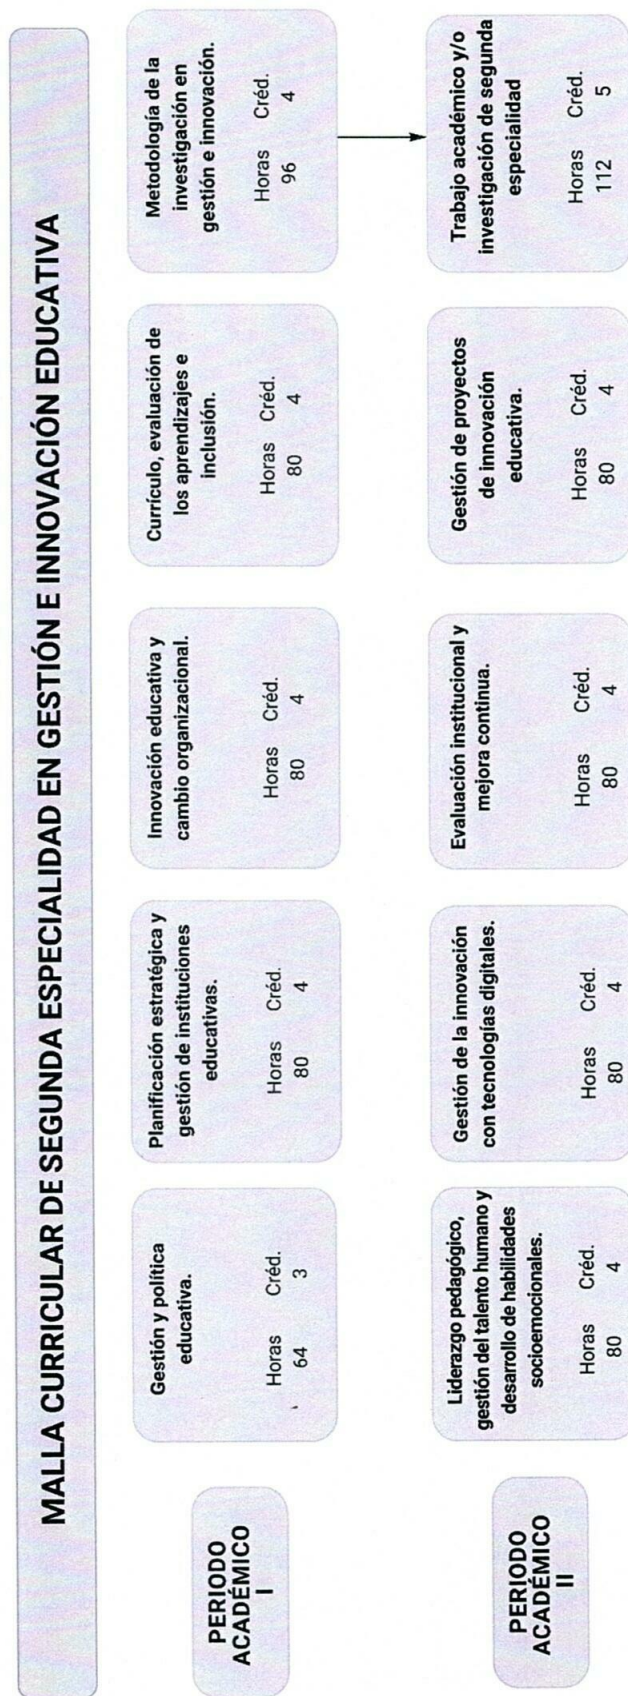 MALLA CURRICULAR DE SEGUNDA ESPECIALIDAD EN GESTIÓN E INNOVACIÓN EDUCATIVA
PERIODO
ACADÉMICO
I
Gestión y política
educativa.
Horas Créd.
64 3
Planificación estratégica y
gestión de instituciones
educativas.
Horas Créd.
80 4
Innovación educativa y
cambio organizacional.
Horas Créd.
80 4
Currículo, evaluación de
los aprendizajes e
inclusión.
Horas Créd.
80 4
Metodología de la
investigación en
gestión e innovación.
Horas Créd.
96 4
PERIODO
ACADÉMICO
II
Liderazgo pedagógico,
gestión del talento humano y
desarrollo de habilidades
socioemocionales.
Horas Créd.
80 4
Gestión de la innovación
con tecnologías digitales.
Horas Créd.
80 4
Evaluación institucional y
mejora continua.
Horas Créd.
80 4
Gestión de proyectos
de innovación
educativa.
Horas Créd.
80 4
Trabajo académico y/o
investigación de segunda
especialidad
Horas Créd.
112 5